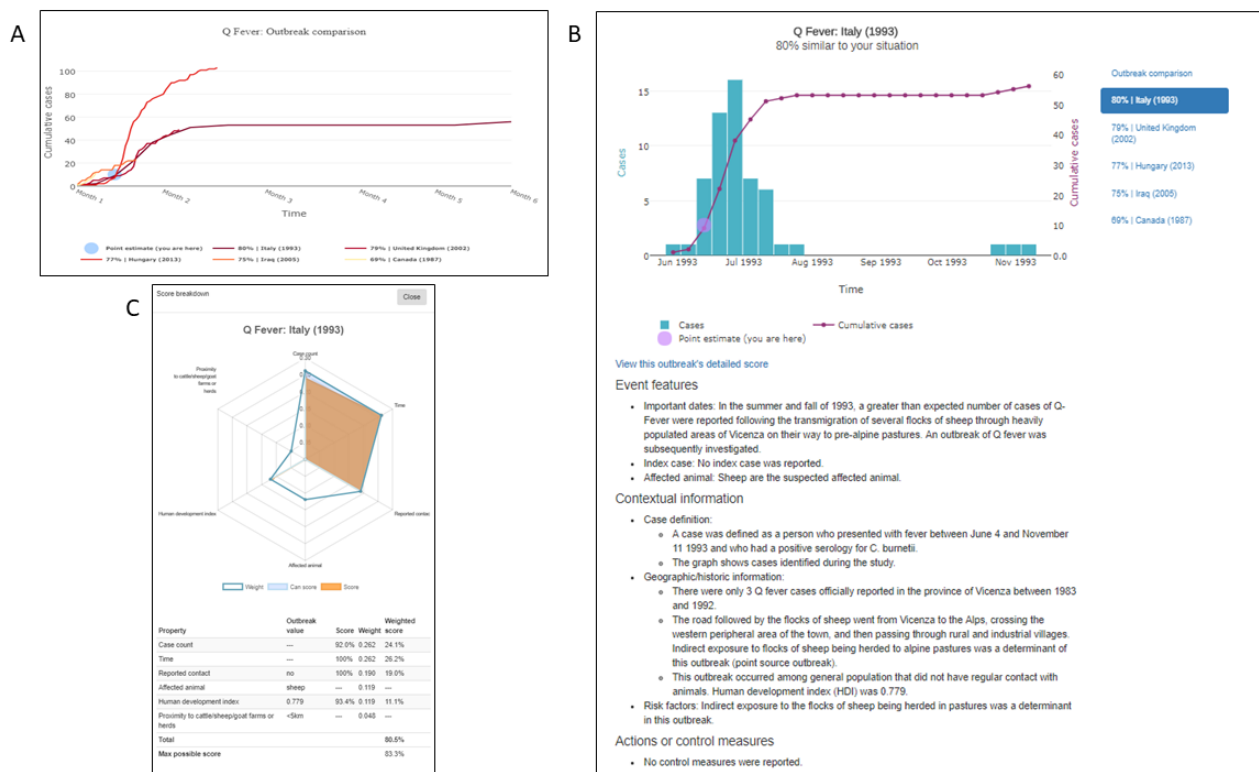 A
Q Fever: Outbreak comparison
100
80
60
40
20
0
Cumulative cases
Month 1
Month 2
Month 3
Month 4
Month 5
Month 6
Time
Point estimate (you are here)
80% | Italy (1993)
79% | United Kingdom (2002)
77% | Hungary (2013)
75% | Iraq (2005)
69% | Canada (1987)
B
Q Fever: Italy (1993)
80% similar to your situation
15
10
5
0
Cases
60
50
40
30
20
10
0.0
Cumulative cases
Jun 1993
Jul 1993
Aug 1993
Sep 1993
Oct 1993
Nov 1993
Time
Cases
Cumulative cases
Point estimate (you are here)
Outbreak comparison
80% | Italy (1993)
79% | United Kingdom
(2002)
77% | Hungary (2013)
75% | Iraq (2005)
69% | Canada (1987)
View this outbreak's detailed score
Event features
Important dates: In the summer and fall of 1993, a greater than expected number of cases of Q-
Fever were reported following the transmigration of several flocks of sheep through heavily
populated areas of Vicenza on their way to pre-alpine pastures. An outbreak of Q fever was
subsequently investigated.
Index case: No index case was reported.
Affected animal: Sheep are the suspected affected animal.
Contextual information
Case definition:
A case was defined as a person who presented with fever between June 4 and November
11 1993 and who had a positive serology for C. burnetii.
The graph shows cases identified during the study.
Geographic/historic information:
There were only 3 Q fever cases officially reported in the province of Vicenza between 1983
and 1992.
The road followed by the flocks of sheep went from Vicenza to the Alps, crossing the
western peripheral area of the town, and then passing through rural and industrial villages.
Indirect exposure to flocks of sheep being herded to alpine pastures was a determinant of
this outbreak (point source outbreak).
This outbreak occurred among general population that did not have regular contact with
animals. Human development index (HDI) was 0.779.
Risk factors: Indirect exposure to the flocks of sheep being herded in pastures was a determinant
in this outbreak.
Actions or control measures
No control measures were reported.
C
Score breakdown
Close
Q Fever: Italy (1993)
Case count
Proximity
to cattle/sheep/goat
farms or
herds
Time
Human development index
Reported contac
Affected animal
Weight
Can score
Score
Property Outbreak value Score Weight Weighted score
Case count --- 92.0% 0.262 24.1%
Time --- 100% 0.262 26.2%
Reported contact no 100% 0.190 19.0%
Affected animal sheep --- 0.119 ---
Human development index 0.779 93.4% 0.119 11.1%
Proximity to cattle/sheep/goat farms or herds <5km --- 0.048 ---
Total 80.5%
Max possible score 83.3%